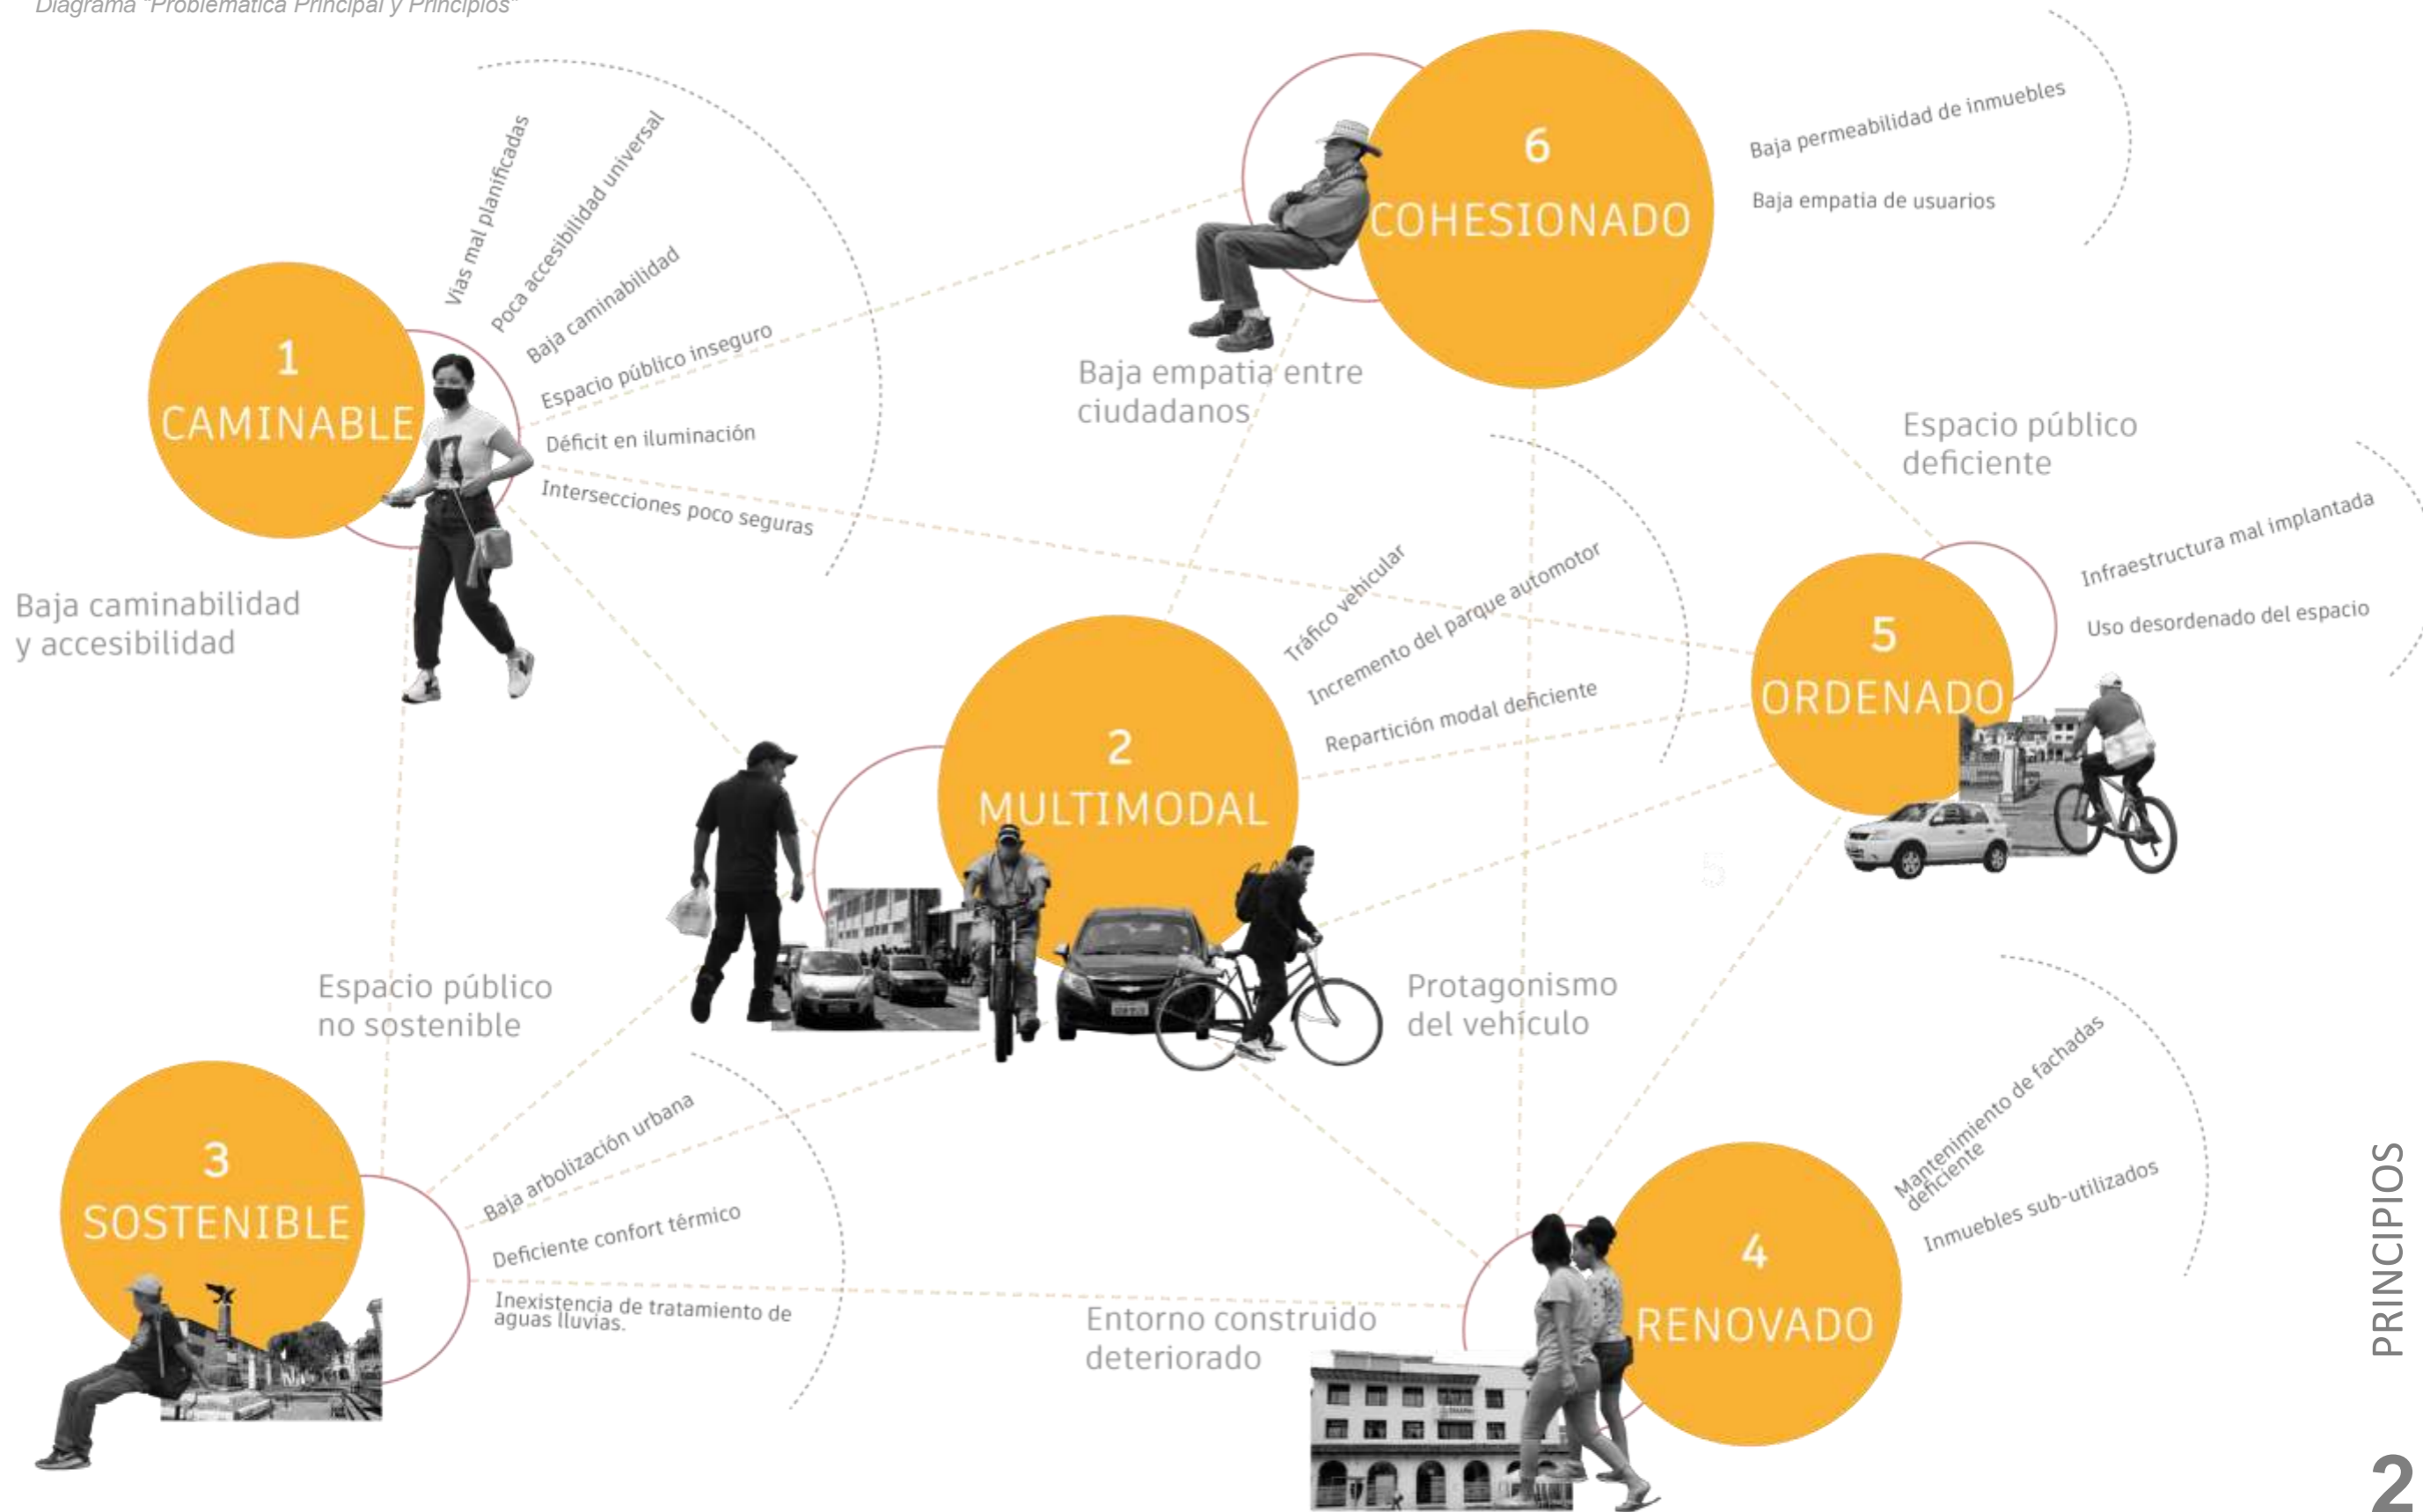 Diagrama "Problemática Principal y Principios"
1
CAMINABLE
Vias mal planificadas
Poca accesibilidad universal
Baja caminabilidad
Espacio público inseguro
Déficit en iluminación
Intersecciones poco seguras
Baja caminabilidad
y accesibilidad
6
COHESIONADO
Baja permeabilidad de inmuebles
Baja empatia de usuarios
Baja empatia entre
ciudadanos
2
MULTIMODAL
Tráfico vehicular
Incremento del parque automotor
Repartición modal deficiente
Protagonismo
del vehículo
Espacio público
deficiente
5
ORDENADO
Infraestructura mal implantada
Uso desordenado del espacio
5
Espacio público
no sostenible
3
SOSTENIBLE
Baja arbolización urbana
Deficiente confort térmico
Inexistencia de tratamiento de
aguas lluvias.
Entorno construido
deteriorado
4
RENOVADO
Mantenimiento de fachadas
deficiente
Inmuebles sub-utilizados
PRINCIPIOS
2